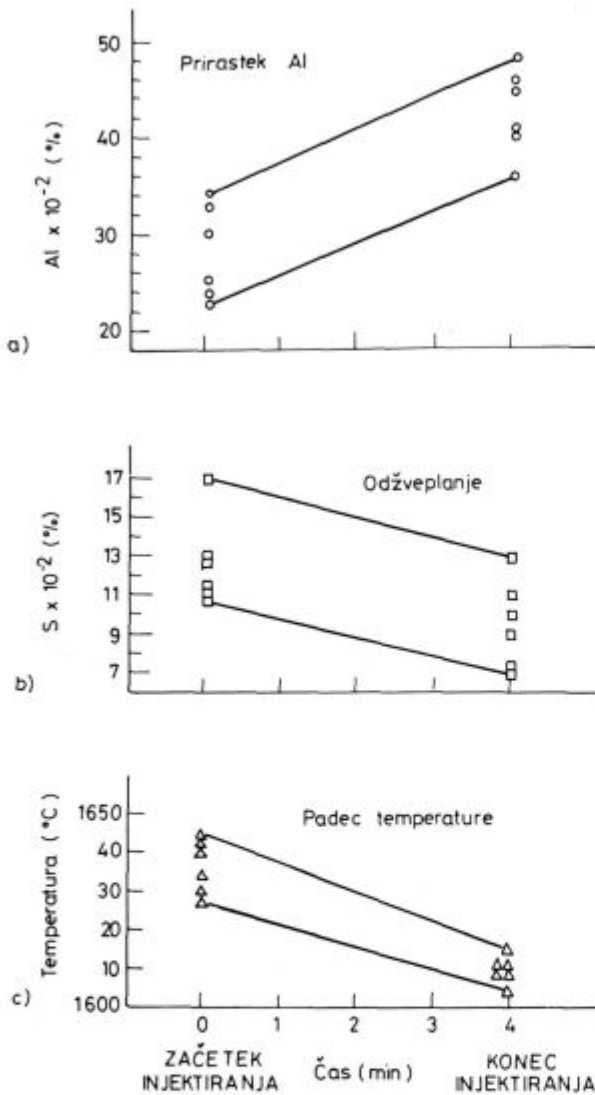 50
Prirastek Al
40
30
20
Al x 10⁻² (%)
a)
17
Odžveplanje
15
13
11
9
7
S x 10⁻² (%)
b)
1650
Padec temperature
40
30
20
10
1600
Temperatura (°C)
c)
0 1 2 3 4
ZAČETEK INJEKTIRANJA
Čas (min)
KONEC INJEKTIRANJA